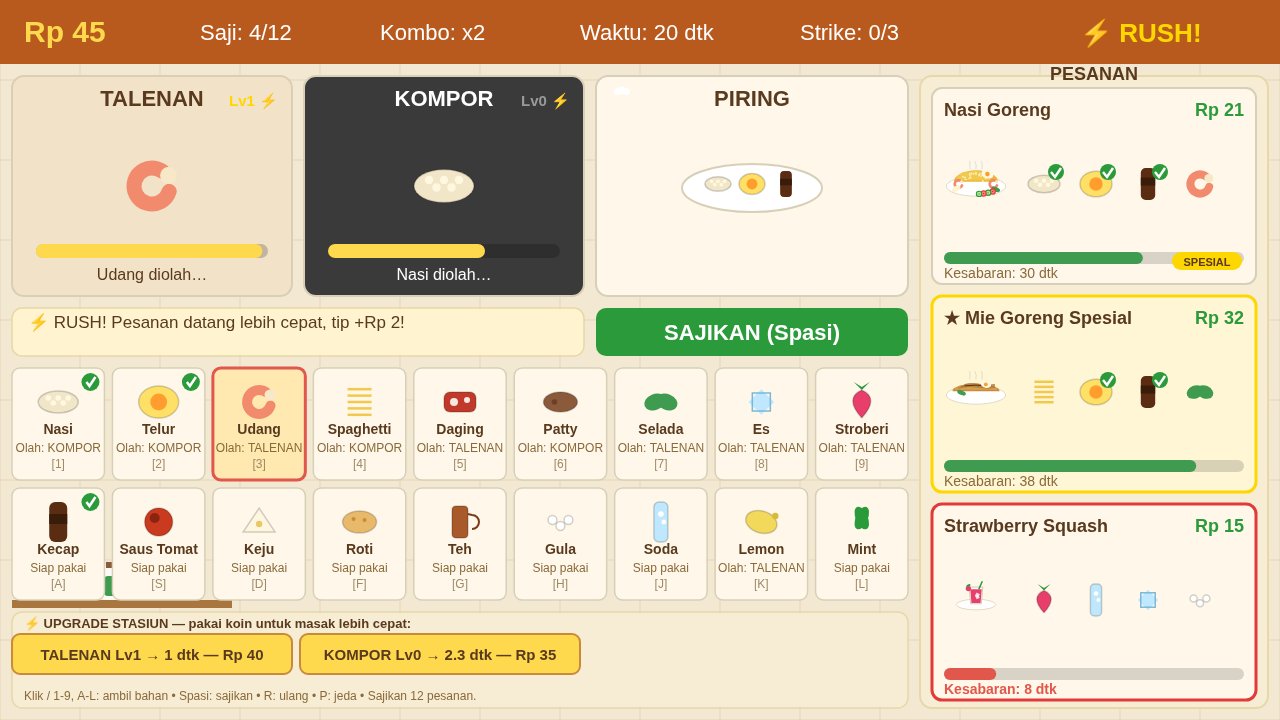 Rp 45
Saji: 4/12
Kombo: x2
Waktu: 20 dtk
Strike: 0/3
⚡ RUSH!
TALENAN
Lv1 ⚡
KOMPOR
Lv0 ⚡
PIRING
Udang diolah…
Nasi diolah…
⚡ RUSH! Pesanan datang lebih cepat, tip +Rp 2!
SAJIKAN (Spasi)
PESANAN
Nasi Goreng
Rp 21
SPESIAL
Kesabaran: 30 dtk
★ Mie Goreng Spesial
Rp 32
Kesabaran: 38 dtk
Strawberry Squash
Rp 15
Kesabaran: 8 dtk
Nasi
Olah: KOMPOR
[1]
Telur
Olah: KOMPOR
[2]
Udang
Olah: TALENAN
[3]
Spaghetti
Olah: KOMPOR
[4]
Daging
Olah: TALENAN
[5]
Patty
Olah: KOMPOR
[6]
Selada
Olah: TALENAN
[7]
Es
Olah: TALENAN
[8]
Stroberi
Olah: TALENAN
[9]
Kecap
Siap pakai
[A]
Saus Tomat
Siap pakai
[S]
Keju
Siap pakai
[D]
Roti
Siap pakai
[F]
Teh
Siap pakai
[G]
Gula
Siap pakai
[H]
Soda
Siap pakai
[J]
Lemon
Olah: TALENAN
[K]
Mint
Siap pakai
[L]
⚡ UPGRADE STASIUN — pakai koin untuk masak lebih cepat:
TALENAN Lv1 → 1 dtk — Rp 40
KOMPOR Lv0 → 2.3 dtk — Rp 35
Klik / 1-9, A-L: ambil bahan • Spasi: sajikan • R: ulang • P: jeda • Sajikan 12 pesanan.